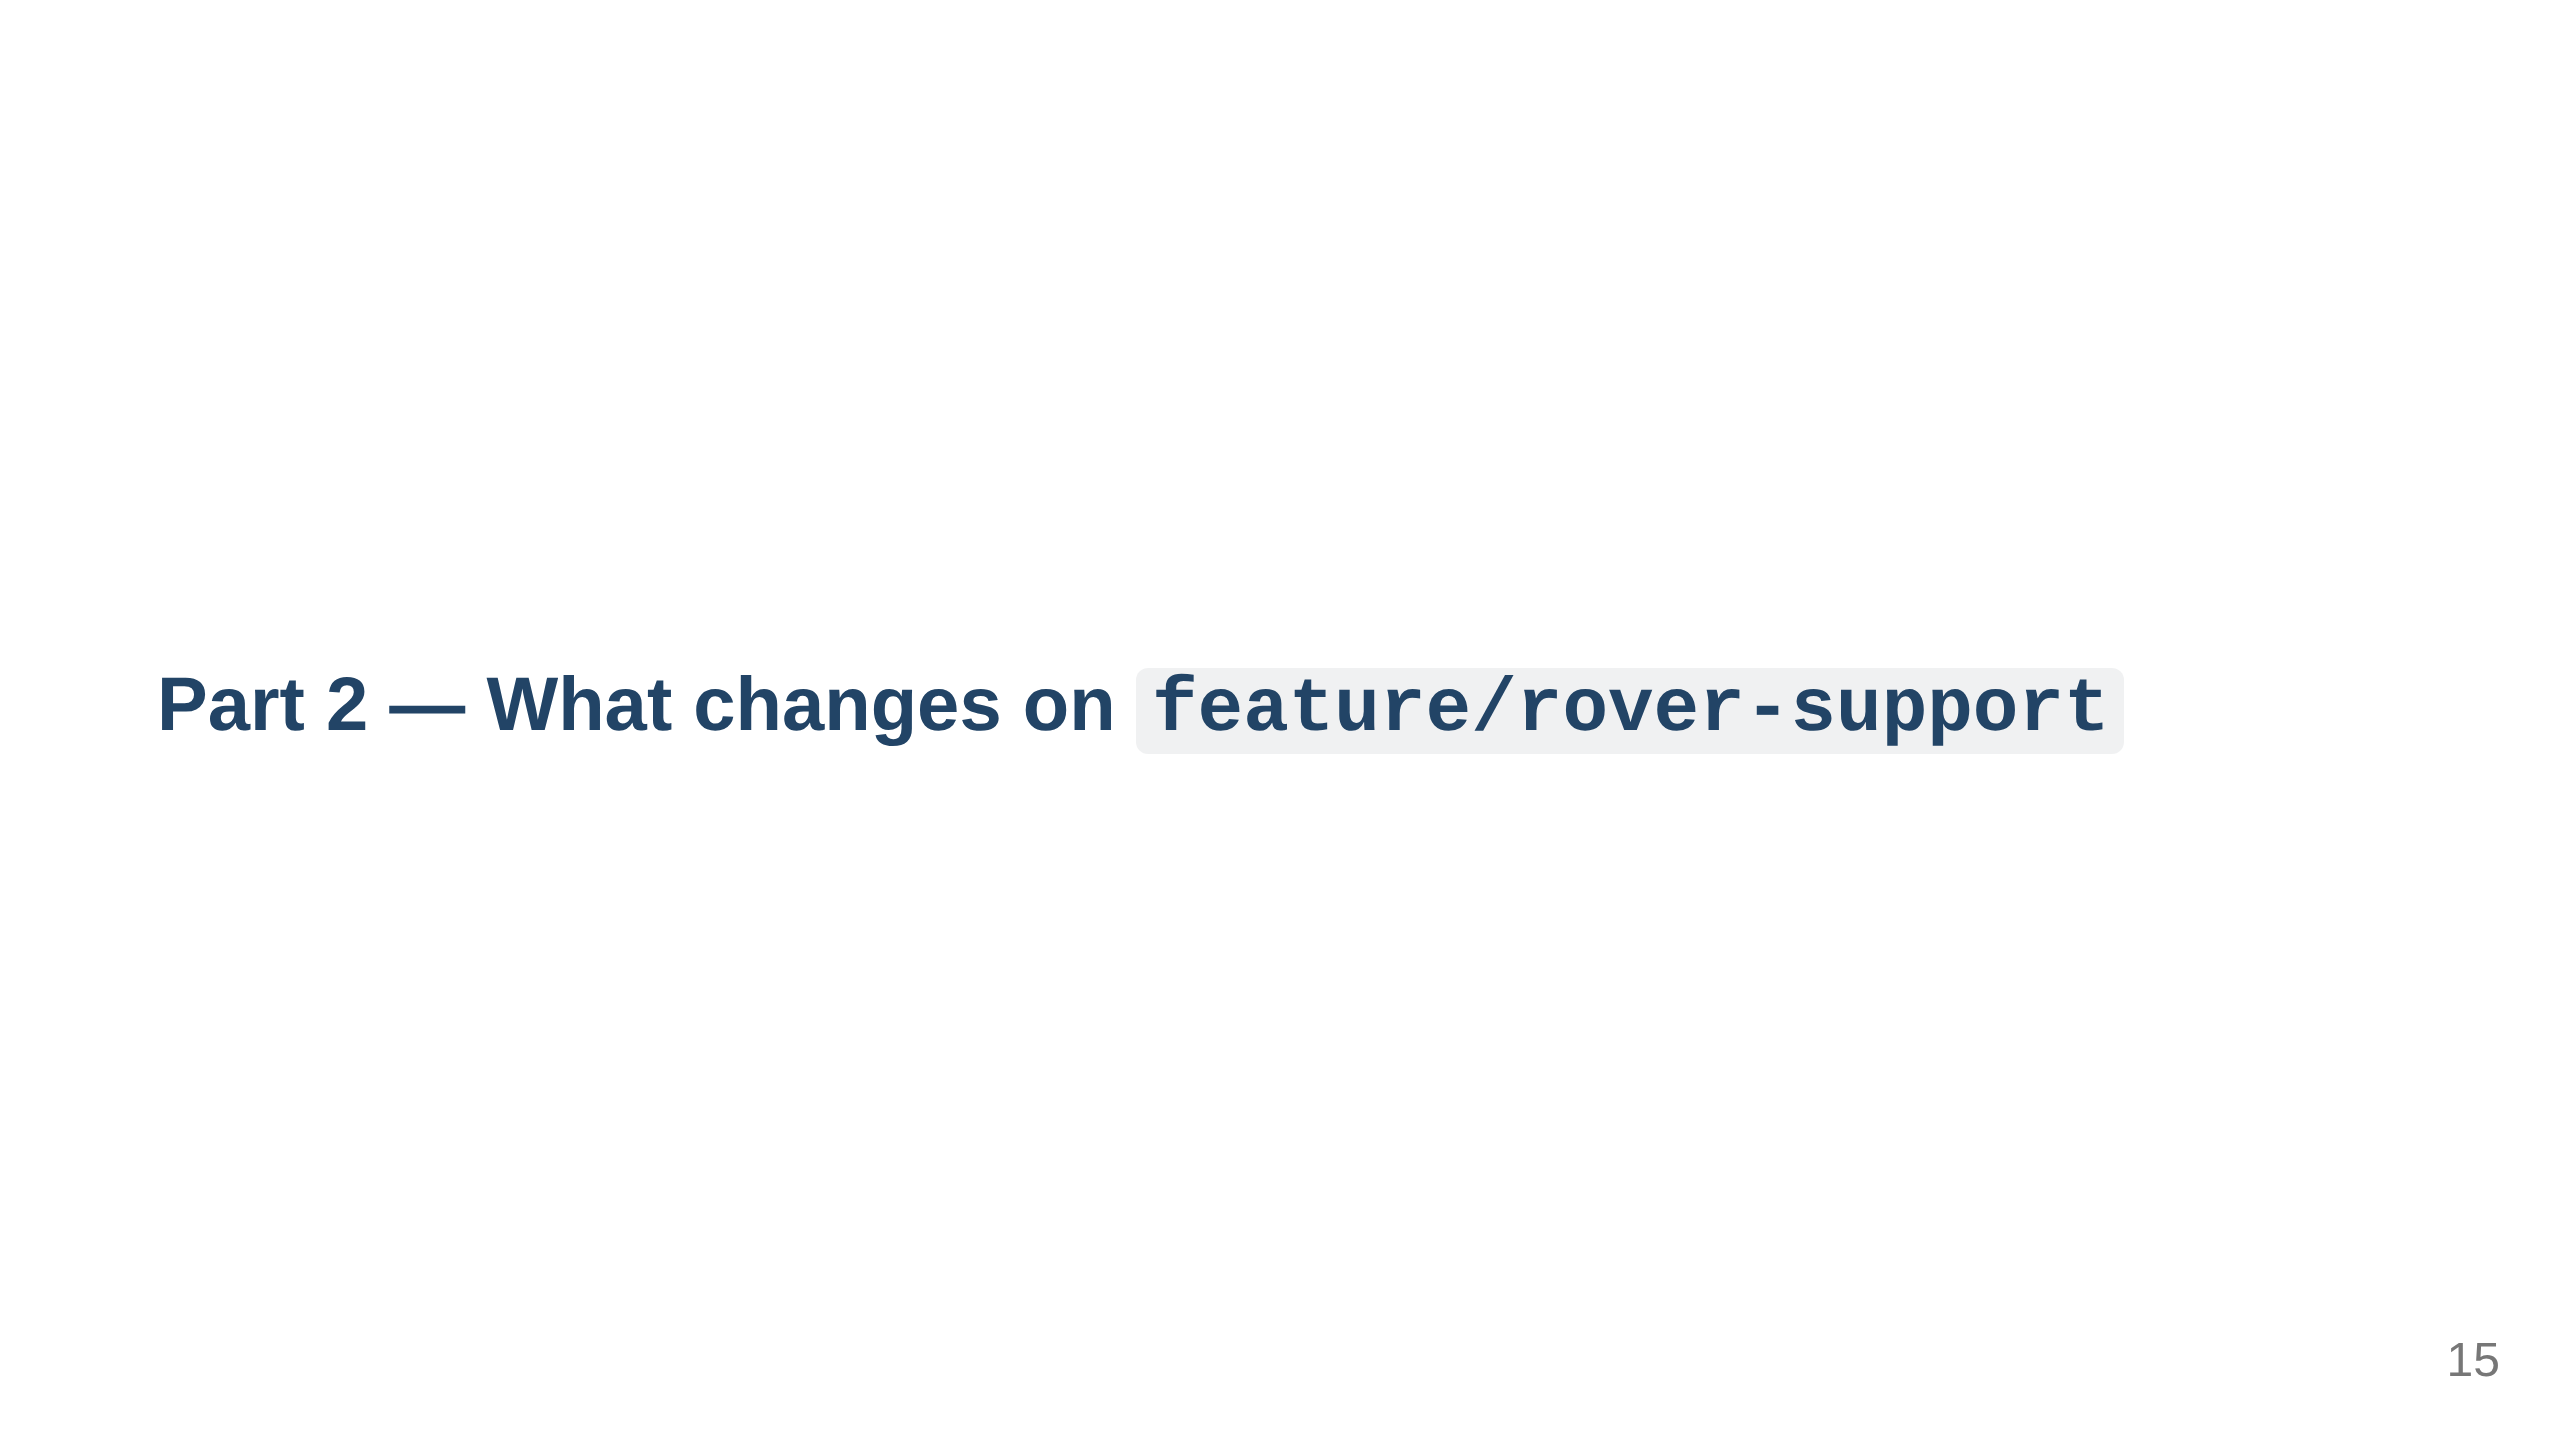 Part 2 — What changes on feature/rover-support
15